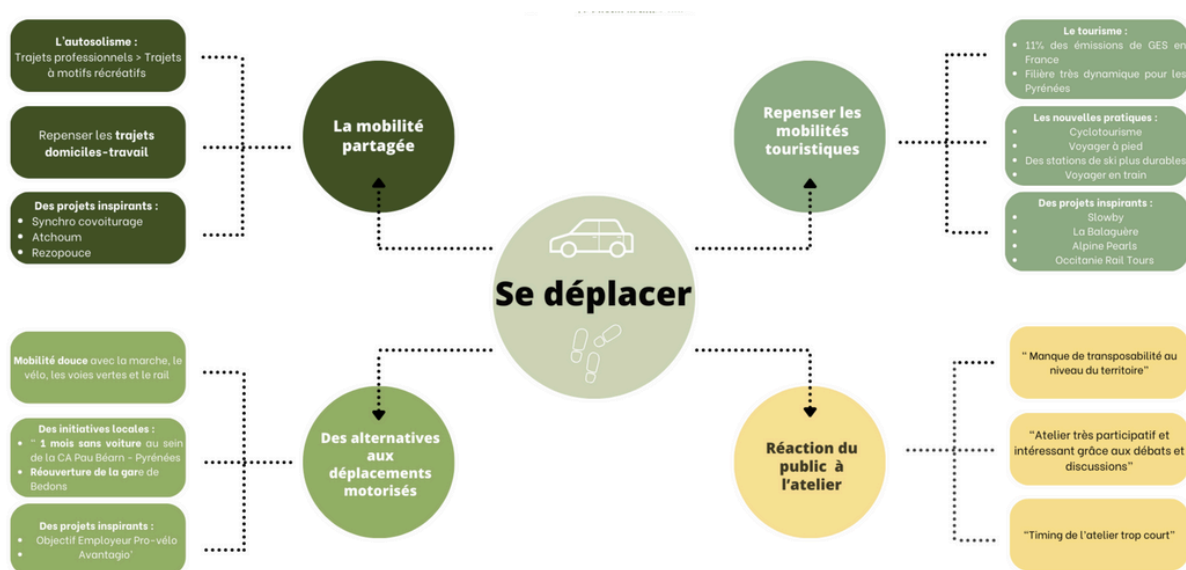 L'autosolisme :
Trajets professionnels > Trajets
à motifs récréatifs
Repenser les trajets
domiciles-travail
Des projets inspirants :
Synchro covoiturage
Atchoum
Rezopouce
La mobilité
partagée
Repenser les
mobilités
touristiques
Le tourisme :
11% des émissions de GES en
France
Filière très dynamique pour les
Pyrénées
Les nouvelles pratiques :
Cyclotourisme
Voyager à pied
Des stations de ski plus durables
Voyager en train
Des projets inspirants :
Slowby
La Balaguère
Alpine Pearls
Occitanie Rail Tours
Se déplacer
Mobilité douce avec la marche, le
vélo, les voies vertes et le rail
Des initiatives locales :
" 1 mois sans voiture au sein
de la CA Pau Béarn - Pyrénées
Réouverture de la gare de
Bedons
Des projets inspirants :
Objectif Employeur Pro-vélo
Avantagio'
Des alternatives
aux
déplacements
motorisés
Réaction du
public à
l'atelier
" Manque de transposabilité au
niveau du territoire"
"Atelier très participatif et
intéressant grâce aux débats et
discussions"
"Timing de l'atelier trop court"